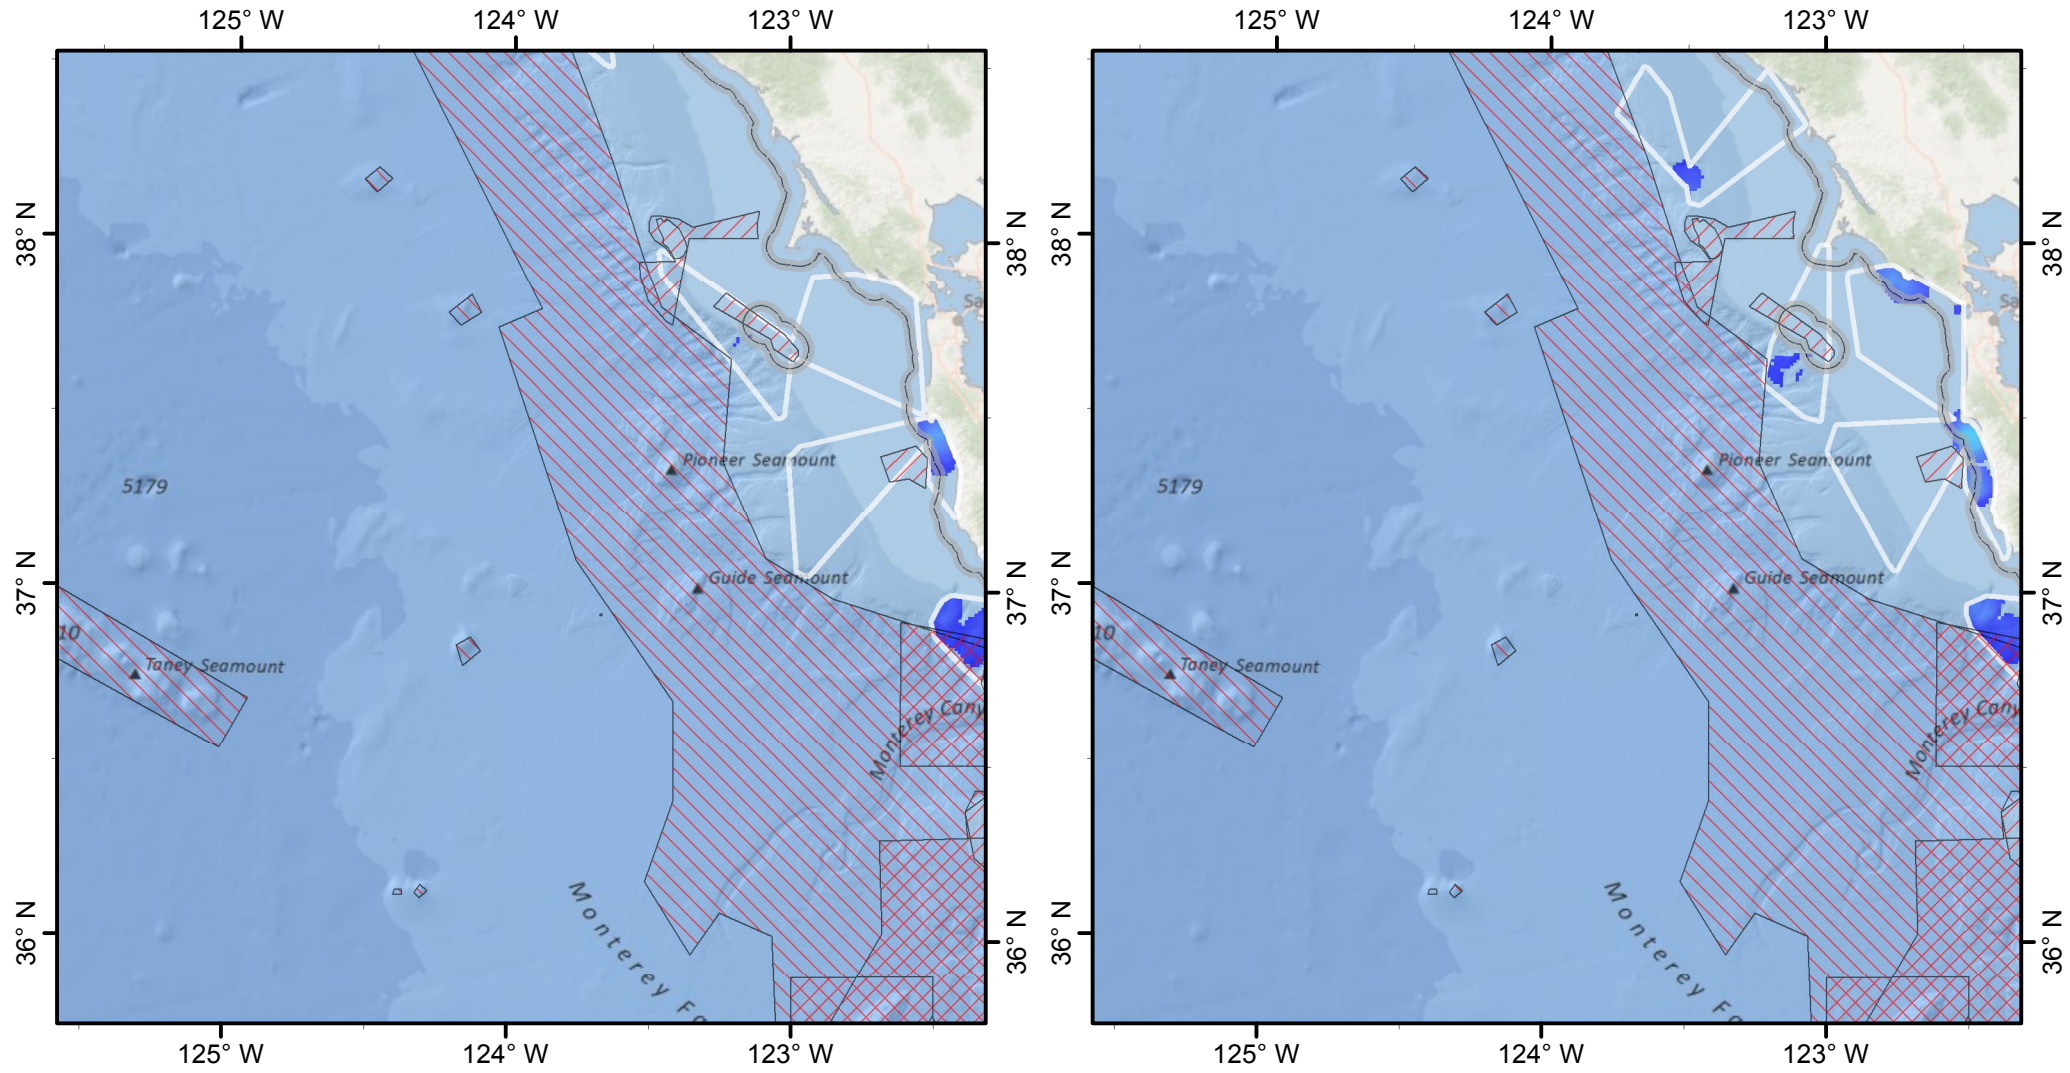 125° W 124° W 123° W 125° W 124° W 123° W
38° N 38° N 38° N 38° N
Sa Sa
Pioneer Seamount Pioneer Seamount
5179 5179
37° N 37° N 37° N 37° N
Guide Seamount Guide Seamount
10 10
Taney Seamount Taney Seamount
Monterey Cany Monterey Cany
36° N 36° N 36° N 36° N
Monterey Fa Monterey Fa
125° W 124° W 123° W 125° W 124° W 123° W